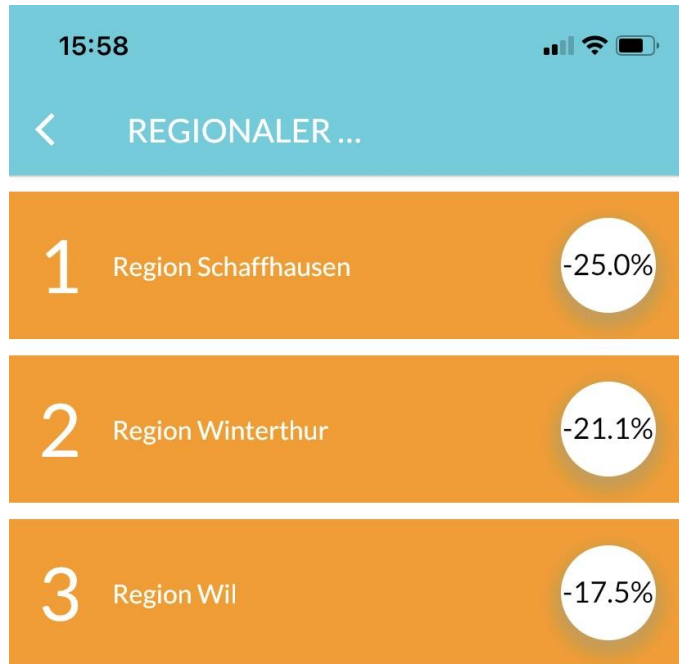 15:58
REGIONALER ...
1 Region Schaffhausen -25.0%
2 Region Winterthur -21.1%
3 Region Wil -17.5%